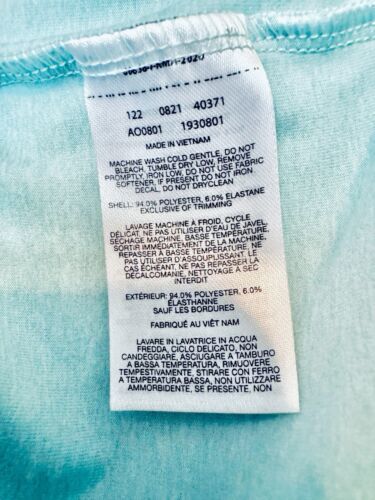 122 0821 40371
AO0801 1930801
MADE IN VIETNAM
MACHINE WASH COLD GENTLE, DO NOT
BLEACH, TUMBLE DRY LOW, REMOVE
PROMPTLY, IRON LOW, DO NOT USE FABRIC
SOFTENER, IF PRESENT DO NOT IRON
DECAL, DO NOT DRYCLEAN
SHELL: 94.0% POLYESTER, 6.0% ELASTANE
EXCLUSIVE OF TRIMMING
LAVAGE MACHINE À FROID, CYCLE
DÉLICAT, NE PAS UTILISER D'EAU DE JAVEL,
SÉCHAGE MACHINE, BASSE TEMPÉRATURE,
SORTIR IMMÉDIATEMENT DE LA MACHINE,
REPASSER À BASSE TEMPÉRATURE, NE
PAS UTILISER D'ASSOUPLISSANT. LE
CAS ÉCHEANT, NE PAS REPASSER LA
DÉCALCOMANIE, NETTOYAGE À SEC
INTERDIT
EXTÉRIEUR: 94.0% POLYESTER, 6.0%
ÉLASTHANNE
SAUF LES BORDURES
FABRIQUÉ AU VIÊT NAM
LAVARE IN LAVATRICE IN ACQUA
FREDDA, CICLO DELICATO, NON
CANDEGGIARE, ASCIUGARE A TAMBURO
A BASSA TEMPERATURA, RIMUOVERE
TEMPESTIVAMENTE, STIRARE CON FERRO
A TEMPERATURA BASSA, NON UTILIZZARE
AMMORBIDENTE, SE PRESENTE, NON